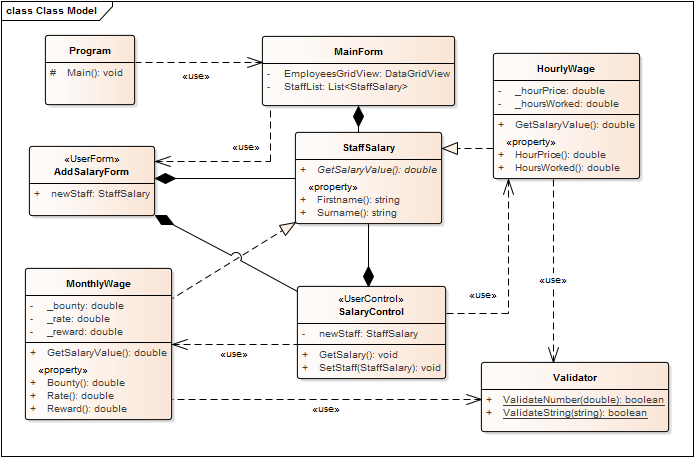 class Class Model
Program
# Main(): void
«use»
MainForm
- EmployeesGridView: DataGridView
- StaffList: List<StaffSalary>
HourlyWage
- _hourPrice: double
- _hoursWorked: double
+ GetSalaryValue(): double
«property»
+ HourPrice(): double
+ HoursWorked(): double
«use»
StaffSalary
+ GetSalaryValue(): double
«property»
+ Firstname(): string
+ Surname(): string
«UserForm»
AddSalaryForm
+ newStaff: StaffSalary
MonthlyWage
- _bounty: double
- _rate: double
- _reward: double
+ GetSalaryValue(): double
«property»
+ Bounty(): double
+ Rate(): double
+ Reward(): double
«UserControl»
SalaryControl
- newStaff: StaffSalary
+ GetSalary(): void
+ SetStaff(StaffSalary): void
«use»
«use»
«use»
«use»
Validator
+ ValidateNumber(double): boolean
+ ValidateString(string): boolean